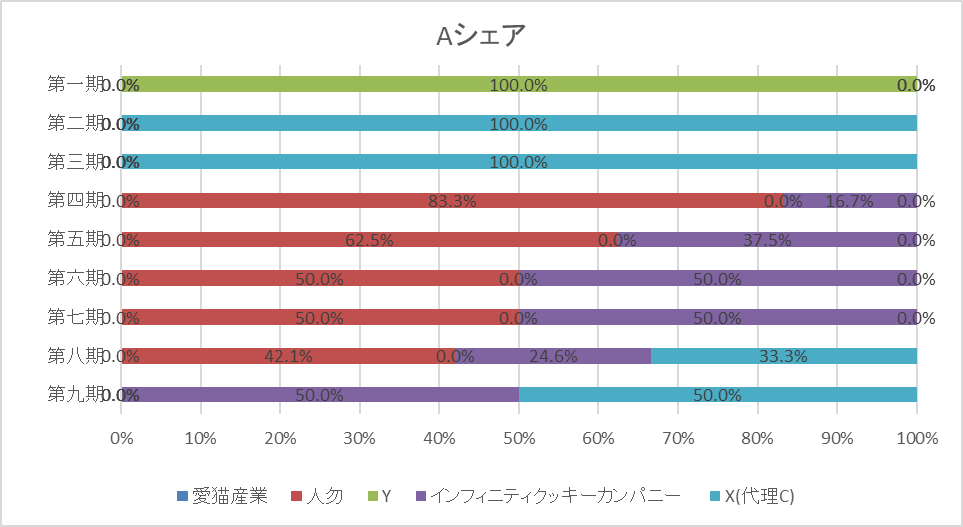 Aシェア
第一期 0.0% 100.0% 0.0%
第二期 0.0% 100.0%
第三期 0.0% 100.0%
第四期 0.0% 83.3% 0.0% 16.7% 0.0%
第五期 0.0% 62.5% 0.0% 37.5% 0.0%
第六期 0.0% 50.0% 0.0% 50.0% 0.0%
第七期 0.0% 50.0% 0.0% 50.0% 0.0%
第八期 0.0% 42.1% 0.0% 24.6% 33.3%
第九期 0.0% 50.0% 50.0%
0% 10% 20% 30% 40% 50% 60% 70% 80% 90% 100%
愛猫産業 人勿 Y インフィニティクッキーカンパニー X(代理C)